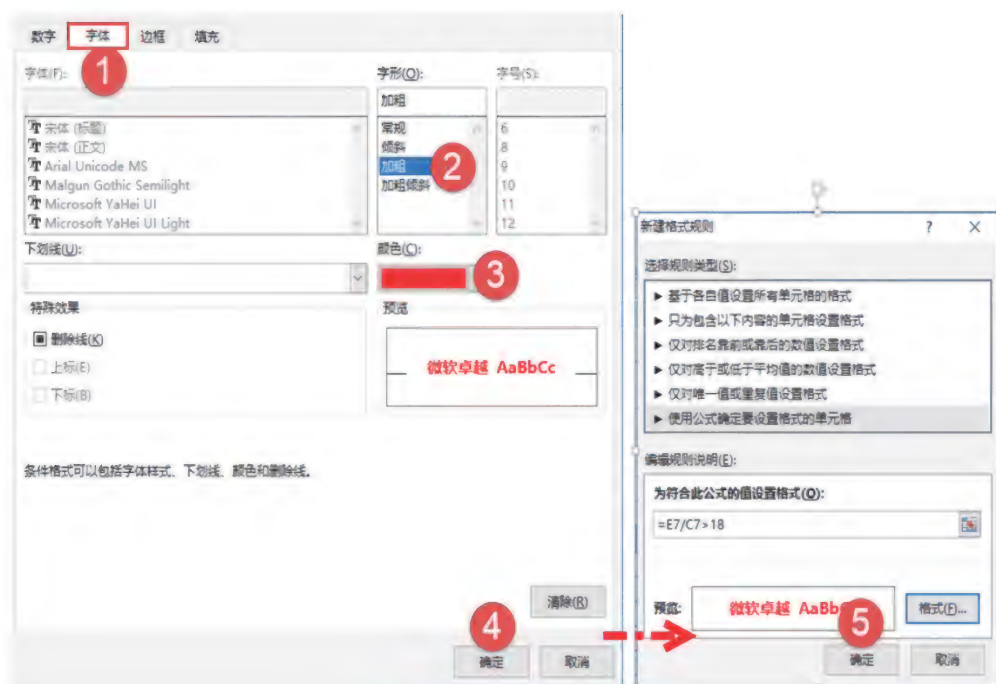 数字 字体 边框 填充
1
字体(F): 字形(O): 字号(S):
加粗
宋体 (标题) 常规 6
宋体 (正文) 倾斜 8
Arial Unicode MS 加粗 2 9
Malgun Gothic Semilight 加粗倾斜 10
Microsoft YaHei UI 11
Microsoft YaHei UI Light 12
下划线(U): 颜色(C):
3
特殊效果 预览
删除线(K)
上标(E)
下标(B)
微软卓越 AaBbCc
条件格式可以包括字体样式、下划线、颜色和删除线。
清除(R)
4
确定 取消
新建格式规则 ? X
选择规则类型(S):
► 基于各自值设置所有单元格的格式
► 只为包含以下内容的单元格设置格式
► 仅对排名靠前或靠后的数值设置格式
► 仅对高于或低于平均值的数值设置格式
► 仅对唯一值或重复值设置格式
► 使用公式确定要设置格式的单元格
编辑规则说明(E):
为符合此公式的值设置格式(O):
=E7/C7>18
预览: 微软卓越 AaBb 格式(F)...
5
确定 取消